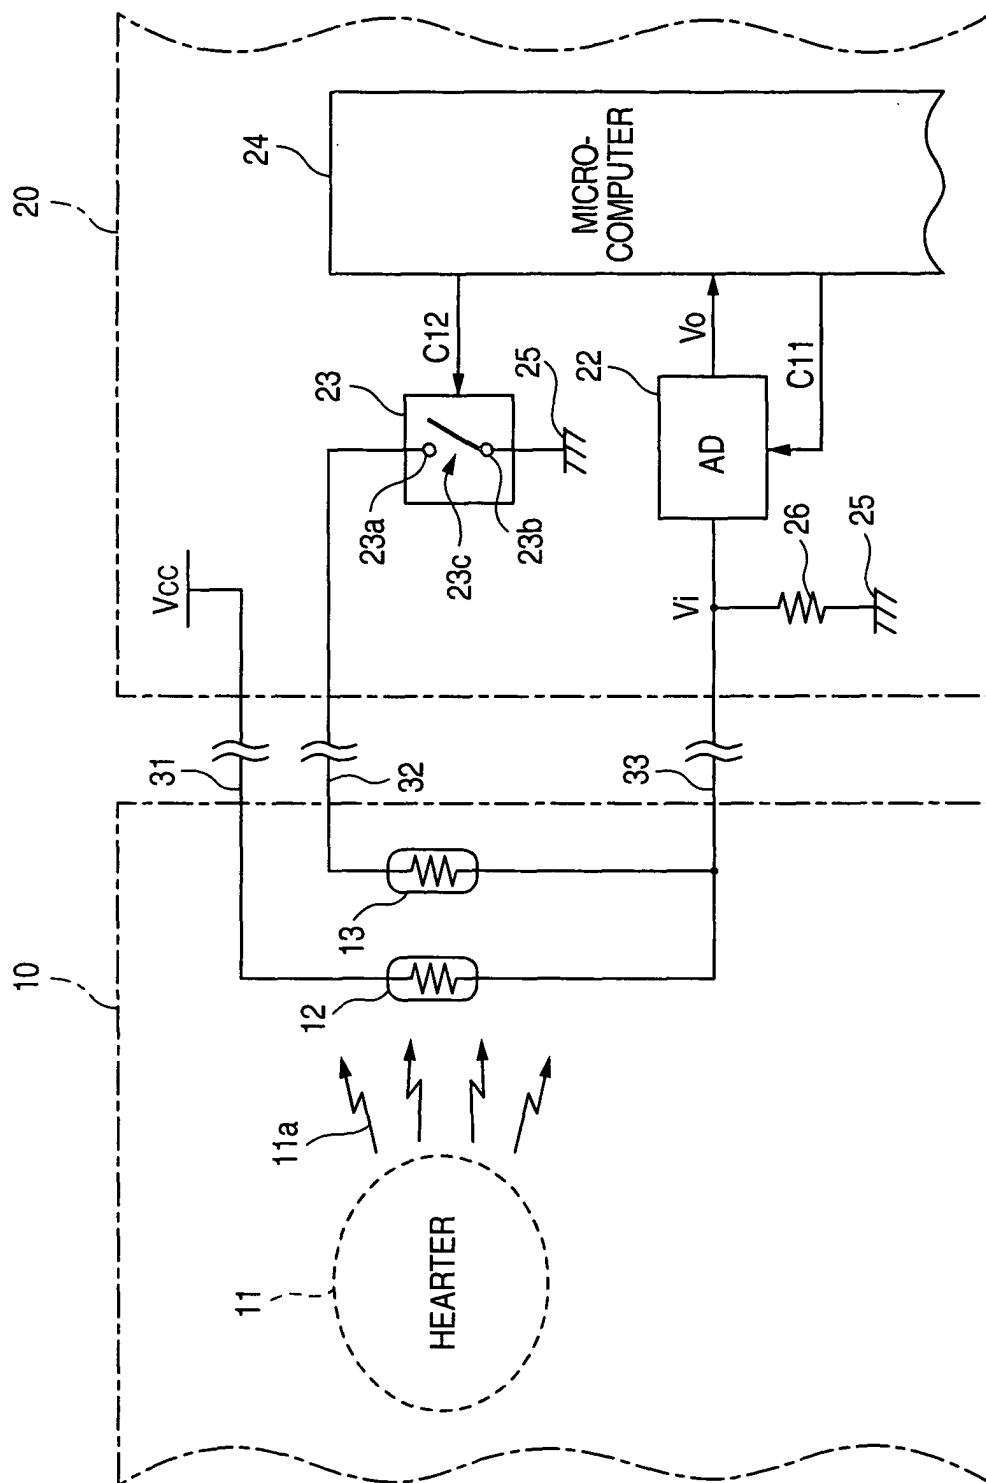 10
20
11
HEARTER
11a
12
13
31
32
33
Vcc
23
23a
23b
23c
C12
25
24
MICRO-
COMPUTER
Vi
AD
22
Vo
C11
26
25